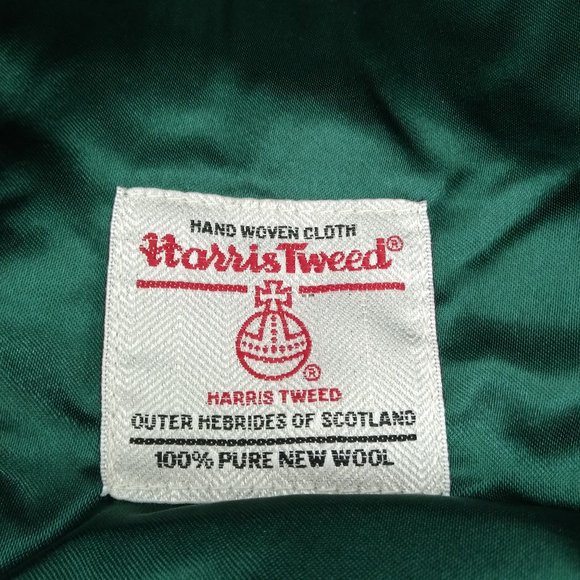 HAND WOVEN CLOTH
Harris Tweed®
®
HARRIS TWEED
OUTER HEBRIDES OF SCOTLAND
100% PURE NEW WOOL